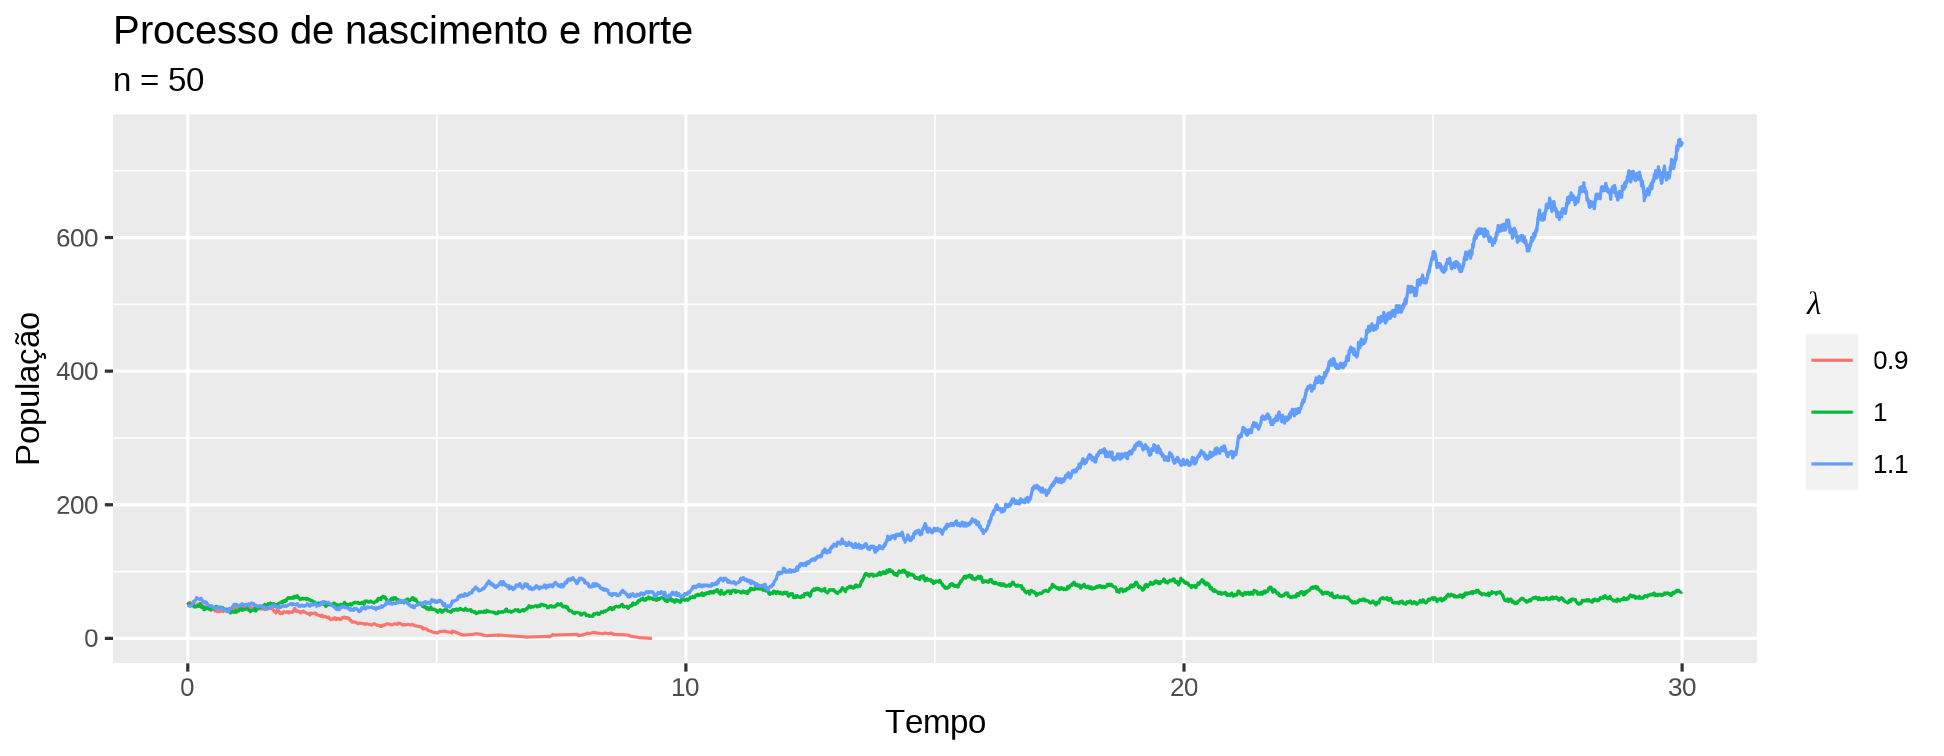 Processo de nascimento e morte
n = 50
População
600
400
200
0
0 10 20 30
Tempo
λ
0.9
1
1.1